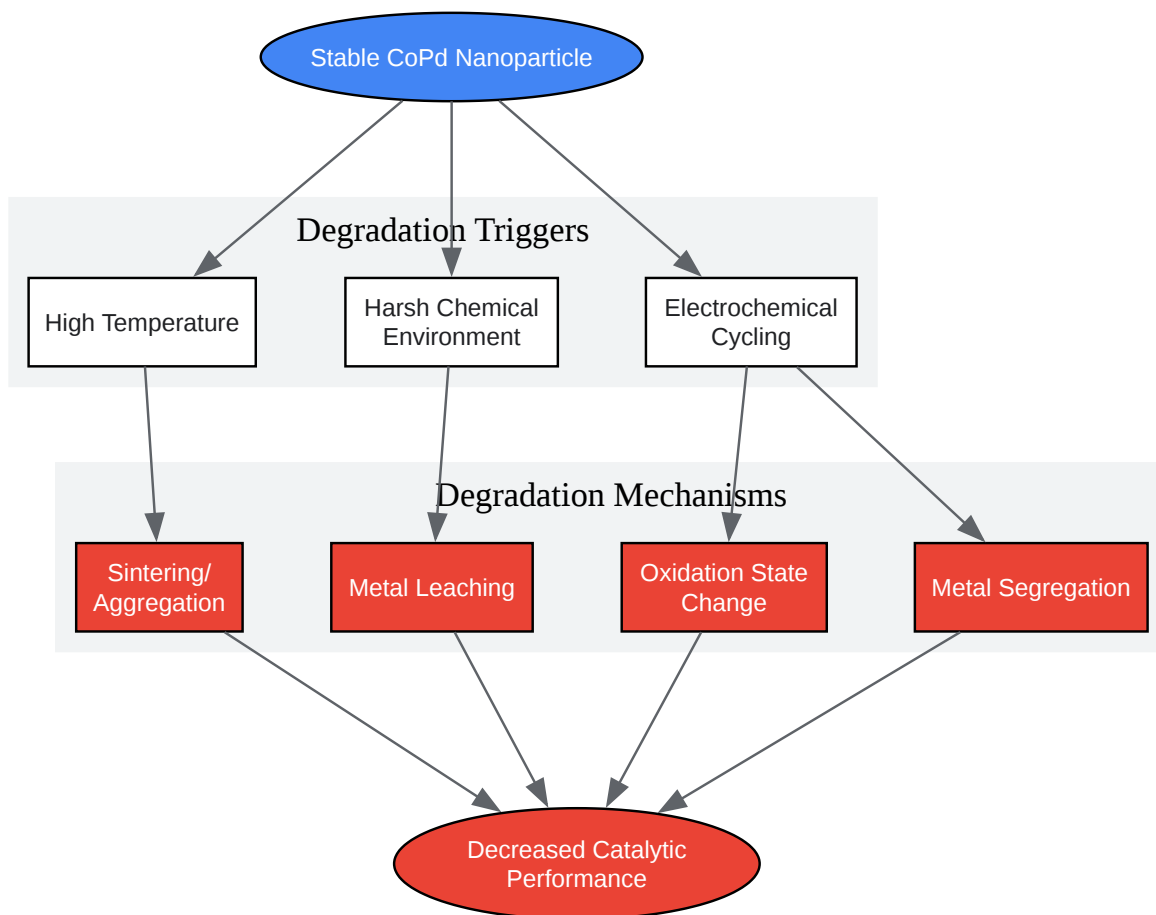 Stable CoPd Nanoparticle
Degradation Triggers
High Temperature
Harsh Chemical
Environment
Electrochemical
Cycling
Degradation Mechanisms
Sintering/
Aggregation
Metal Leaching
Oxidation State
Change
Metal Segregation
Decreased Catalytic
Performance